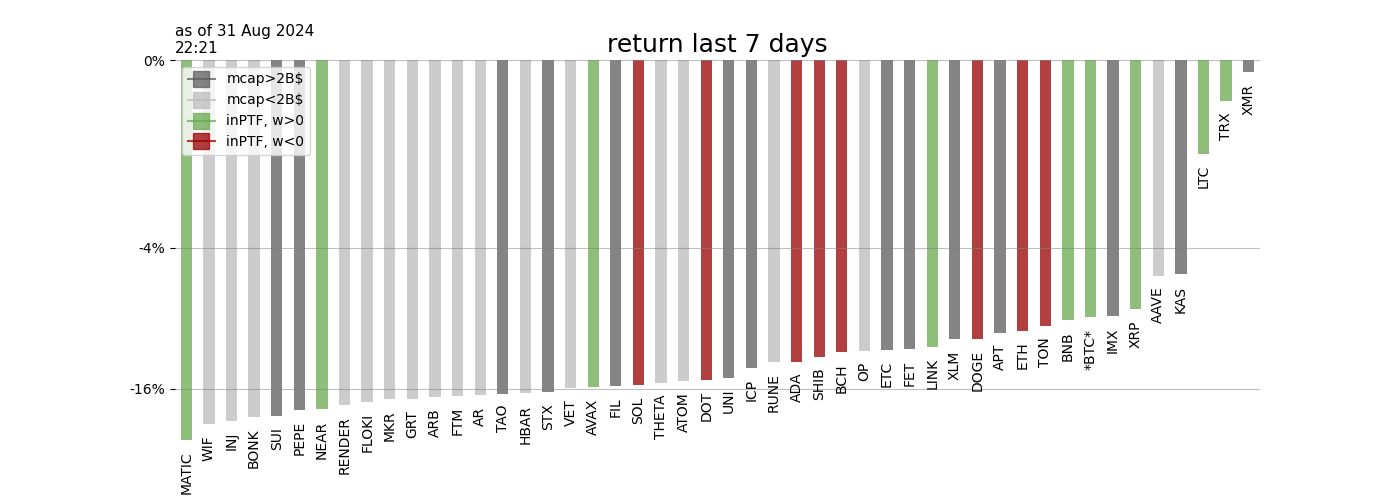 as of 31 Aug 2024
22:21
return last 7 days
0%
-4%
-16%
mcap>2B$
mcap<2B$
inPTF, w>0
inPTF, w<0
MATIC
WIF
INJ
BONK
SUI
PEPE
NEAR
RENDER
FLOKI
MKR
GRT
ARB
FTM
AR
TAO
HBAR
STX
VET
AVAX
FIL
SOL
THETA
ATOM
DOT
UNI
ICP
RUNE
ADA
SHIB
BCH
OP
ETC
FET
LINK
XLM
DOGE
APT
ETH
TON
BNB
*BTC*
IMX
XRP
AAVE
KAS
LTC
TRX
XMR